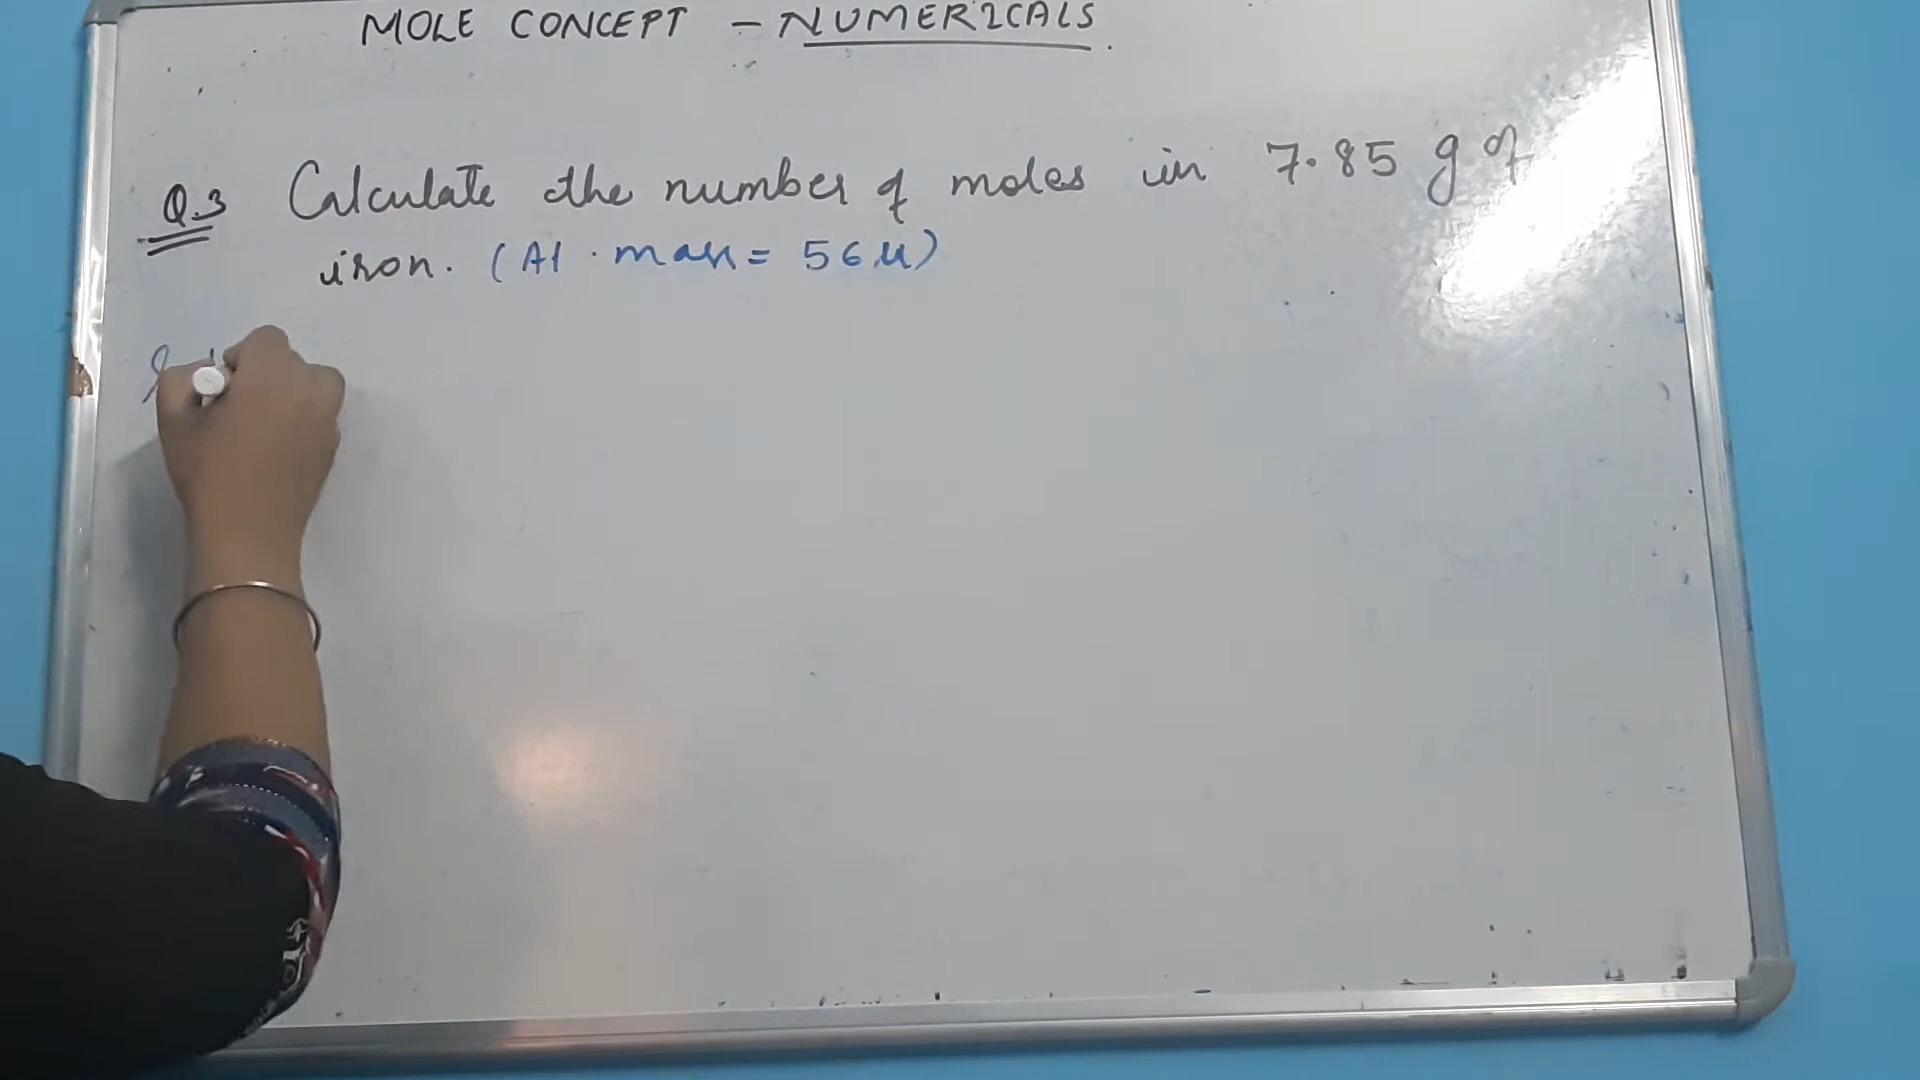 MOLE CONCEPT - NUMERICALS.
Q.3 Calculate the number of moles in 7.85 g of
iron. (At. mass = 56 u)